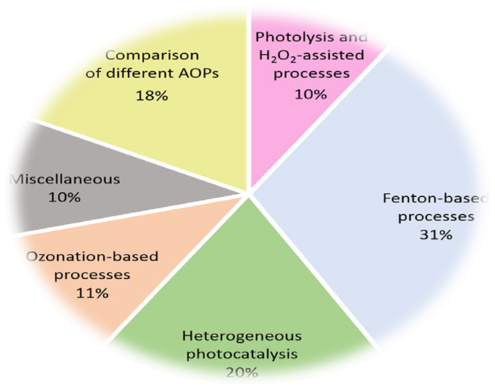 Photolysis and
H₂O₂-assisted
processes
10%
Fenton-based
processes
31%
Heterogeneous
photocatalysis
20%
Ozonation-based
processes
11%
Miscellaneous
10%
Comparison
of different AOPs
18%